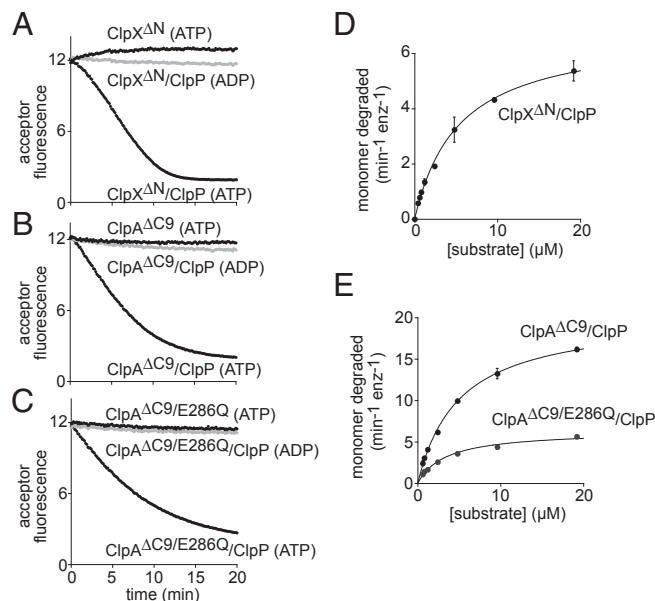 A
ClpXΔN (ATP)
12
ClpXΔN/ClpP (ADP)
acceptor
fluorescence
6
0
ClpXΔN/ClpP (ATP)
B
ClpAΔC9 (ATP)
12
ClpAΔC9/ClpP (ADP)
acceptor
fluorescence
6
0
ClpAΔC9/ClpP (ATP)
C
ClpAΔC9/E286Q (ATP)
12
ClpAΔC9/E286Q/ClpP (ADP)
acceptor
fluorescence
6
0
ClpAΔC9/E286Q/ClpP (ATP)
0 5 10 15 20
time (min)
D
6
4
2
0
monomer degraded
(min-1 enz-1)
ClpXΔN/ClpP
0 10 20
[substrate] (µM)
E
20
15
10
5
0
monomer degraded
(min-1 enz-1)
ClpAΔC9/ClpP
ClpAΔC9/E286Q/ClpP
0 10 20
[substrate] (µM)